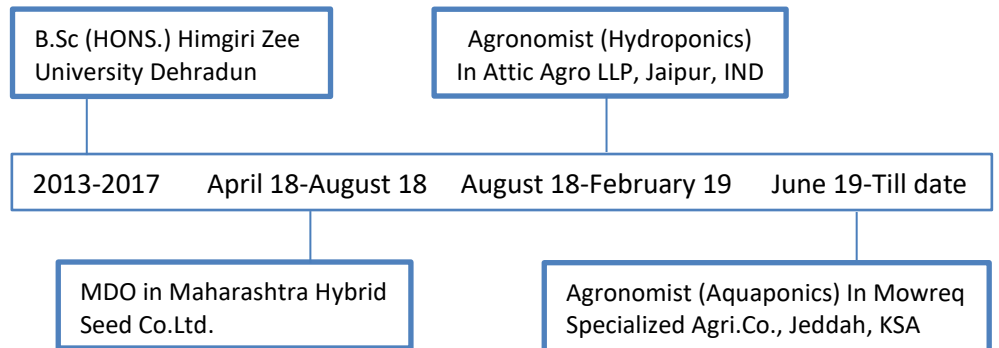 B.Sc (HONS.) Himgiri Zee
University Dehradun
Agronomist (Hydroponics)
In Attic Agro LLP, Jaipur, IND
2013-2017 April 18-August 18 August 18-February 19 June 19-Till date
MDO in Maharashtra Hybrid
Seed Co.Ltd.
Agronomist (Aquaponics) In Mowreq
Specialized Agri.Co., Jeddah, KSA